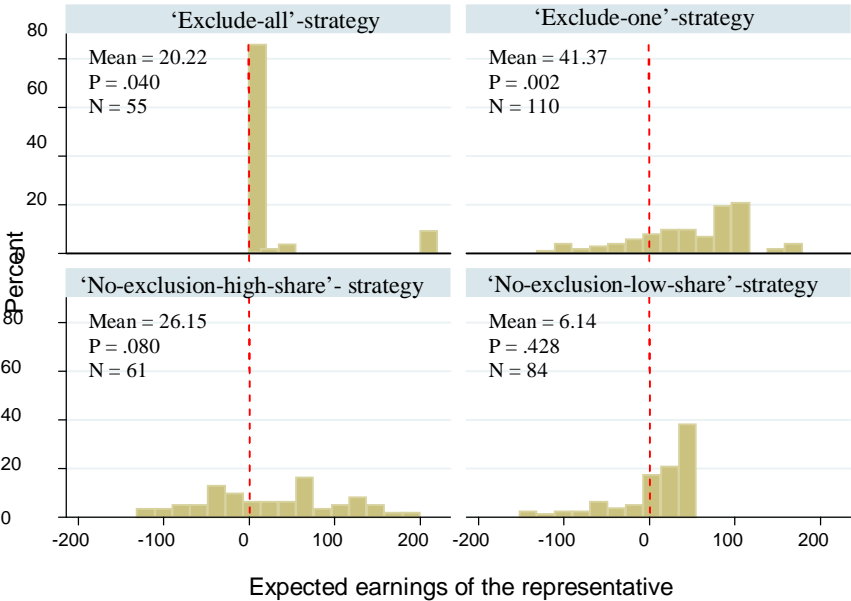 ‘Exclude-all’-strategy
Mean = 20.22
P = .040
N = 55
‘Exclude-one’-strategy
Mean = 41.37
P = .002
N = 110
80
60
40
20
0
Percent
‘No-exclusion-high-share’- strategy
Mean = 26.15
P = .080
N = 61
‘No-exclusion-low-share’-strategy
Mean = 6.14
P = .428
N = 84
80
60
40
20
0
-200 -100 0 100 200 -200 -100 0 100 200
Expected earnings of the representative